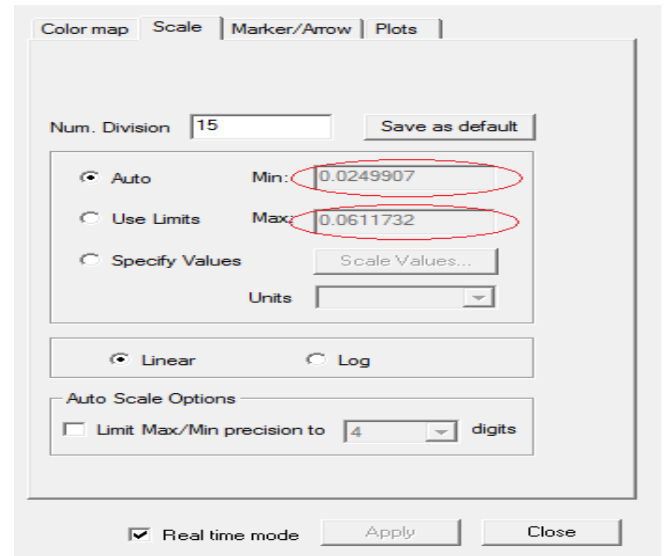 Color map Scale Marker/Arrow Plots
Num. Division 15 Save as default
Auto Min: 0.0249907
Use Limits Max: 0.0611732
Specify Values Scale Values...
Units
Linear Log
Auto Scale Options
Limit Max/Min precision to 4 digits
Real time mode Apply Close